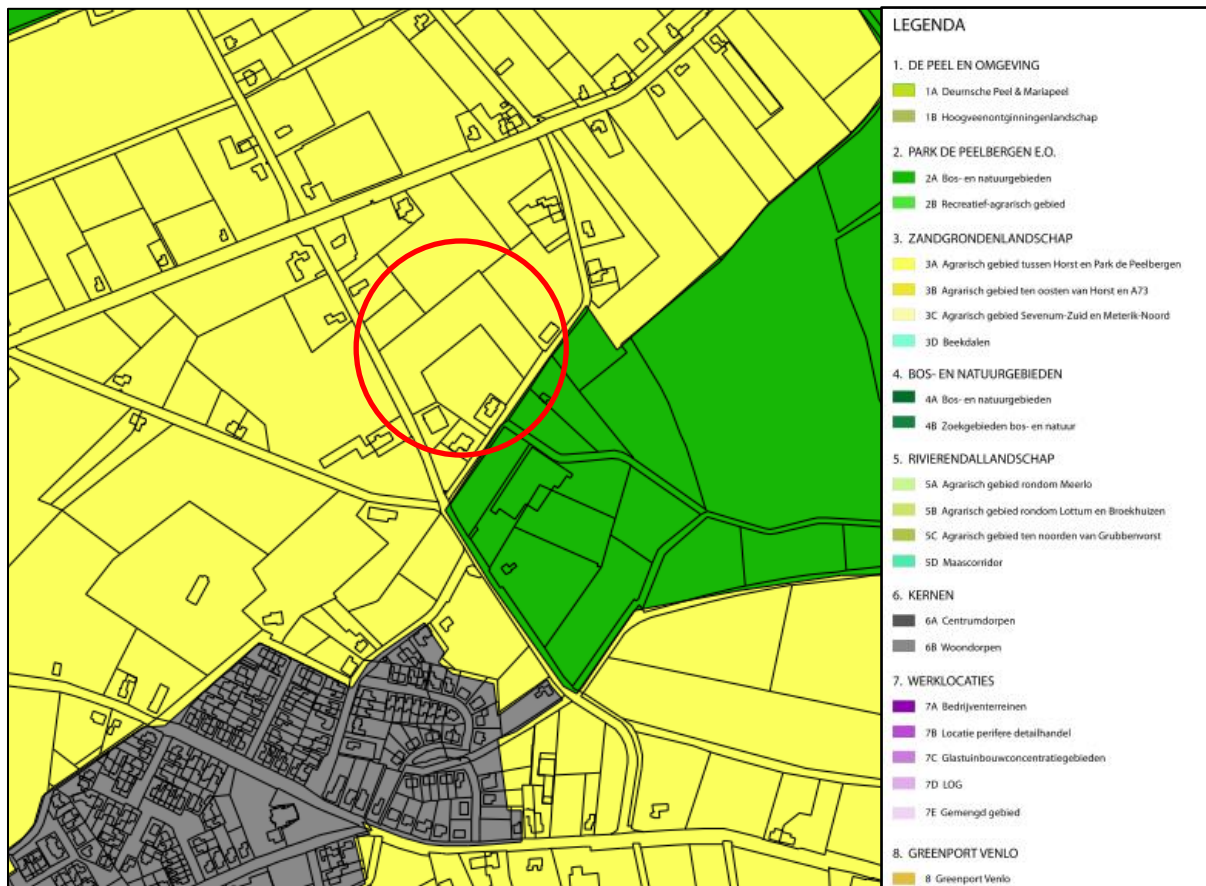 LEGENDA
1. DE PEEL EN OMGEVING
1A Deurnsche Peel & Mariapeel
1B Hoogveenontginningenlandschap
2. PARK DE PEELBERGEN E.O.
2A Bos- en natuurgebieden
2B Recreatief-agrarisch gebied
3. ZANDGRONDENLANDSCHAP
3A Agrarisch gebied tussen Horst en Park de Peelbergen
3B Agrarisch gebied ten oosten van Horst en A73
3C Agrarisch gebied Sevenum-Zuid en Meterik-Noord
3D Beekdalen
4. BOS- EN NATUURGEBIEDEN
4A Bos- en natuurgebieden
4B Zoekgebieden bos- en natuur
5. RIVIERENDALLANDSCHAP
5A Agrarisch gebied rondom Meerlo
5B Agrarisch gebied rondom Lottum en Broekhuizen
5C Agrarisch gebied ten noorden van Grubbenvorst
5D Maascorridor
6. KERNEN
6A Centrumdorpen
6B Woondorpen
7. WERKLOCATIES
7A Bedrijventerreinen
7B Locatie perifere detailhandel
7C Glastuinbouwconcentratiegebieden
7D LOG
7E Gemengd gebied
8. GREENPORT VENLO
8 Greenport Venlo